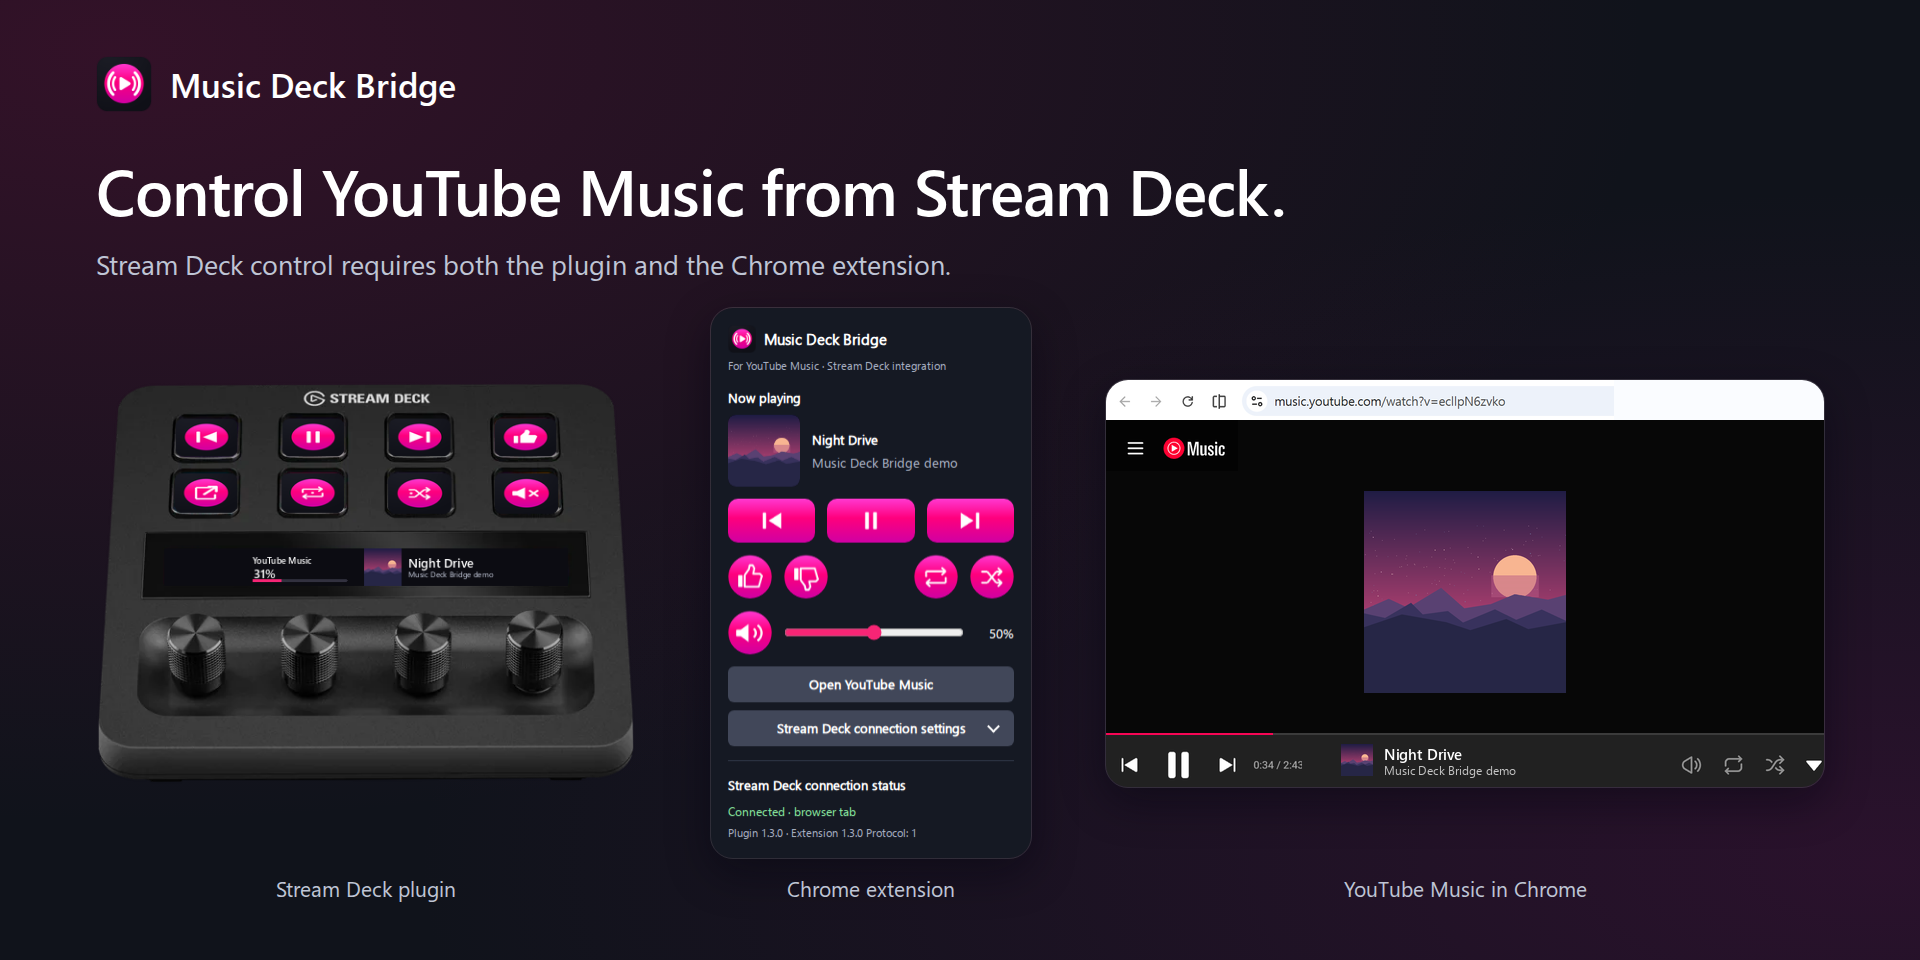 Music Deck Bridge
Control YouTube Music from Stream Deck.
Stream Deck control requires both the plugin and the Chrome extension.
STREAM DECK
YouTube Music
31%
Night Drive
Music Deck Bridge demo
Stream Deck plugin
Music Deck Bridge
For YouTube Music · Stream Deck integration
Now playing
Night Drive
Music Deck Bridge demo
50%
Open YouTube Music
Stream Deck connection settings
Stream Deck connection status
Connected · browser tab
Plugin 1.3.0 · Extension 1.3.0 Protocol: 1
Chrome extension
music.youtube.com/watch?v=ecIlpN6zvko
Music
0:34 / 2:43
Night Drive
Music Deck Bridge demo
YouTube Music in Chrome